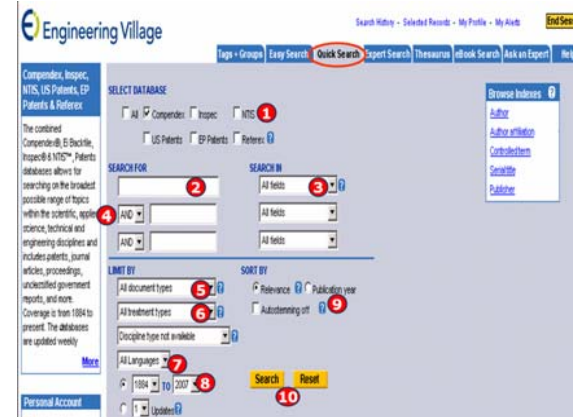 Engineering Village
Search History - Selected Records - My Profile - My Alerts
End Sess
Tags + Groups
Easy Search
Quick Search
Expert Search
Thesaurus
eBook Search
Ask an Expert
Help
Compendex, Inspec,
NTIS, US Patents, EP
Patents & Referex
The combined
Compendex®, Ei Backfile,
Inspec® & NTIS™, Patents
databases allows for
searching on the broadest
possible range of topics
within the scientific, applied
science, technical and
engineering disciplines and
includes patents, journal
articles, proceedings,
unclassified government
reports, and more.
Coverage is from 1884 to
present. The databases
are updated weekly
More
Personal Account
SELECT DATABASE
All Compendex Inspec NTIS 1
US Patents EP Patents Referex ?
SEARCH FOR
2
4 AND
AND
SEARCH IN
All fields 3 ?
All fields
All fields
LIMIT BY
All document types 5 ?
All treatment types 6 ?
Discipline type not available ?
All Languages 7
1884 TO 2007 8
1 Updates ?
SORT BY
Relevance ? Publication year
Autostemming off ? 9
Search Reset
10
Browse Indexes ?
Author
Author affiliation
Controlled term
Serial title
Publisher